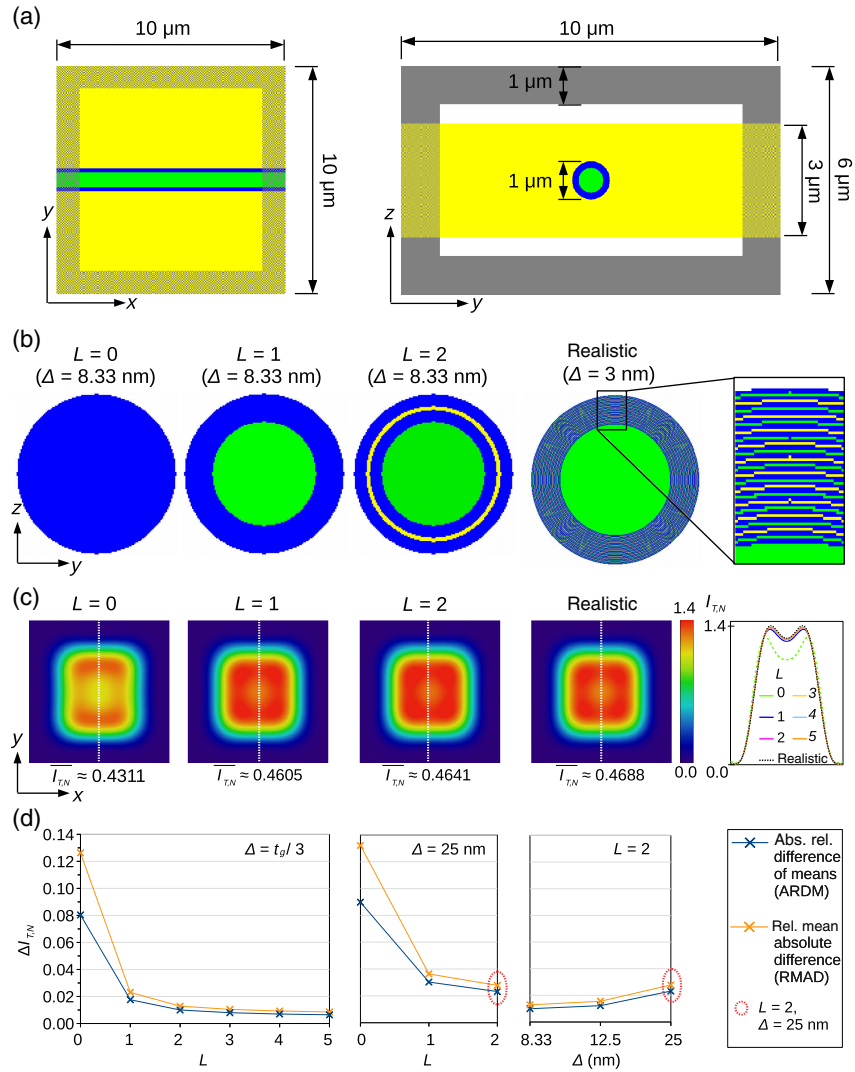 (a)
10 μm
10 μm
y
x
10 μm
1 μm
1 μm
3 μm
6 μm
z
y
(b)
L = 0
(Δ = 8.33 nm)
L = 1
(Δ = 8.33 nm)
L = 2
(Δ = 8.33 nm)
Realistic
(Δ = 3 nm)
z
y
(c)
L = 0
L = 1
L = 2
Realistic
1.4
0.0
I_T,N
1.4
0.0
L
0
1
2
3
4
5
Realistic
y
x
I_T,N ≈ 0.4311
I_T,N ≈ 0.4605
I_T,N ≈ 0.4641
I_T,N ≈ 0.4688
(d)
ΔI_T,N
0.14
0.12
0.10
0.08
0.06
0.04
0.02
0.00
Δ = t_g / 3
0 1 2 3 4 5
L
Δ = 25 nm
0 1 2
L
L = 2
8.33 12.5 25
Δ (nm)
Abs. rel.
difference
of means
(ARDM)
Rel. mean
absolute
difference
(RMAD)
L = 2,
Δ = 25 nm